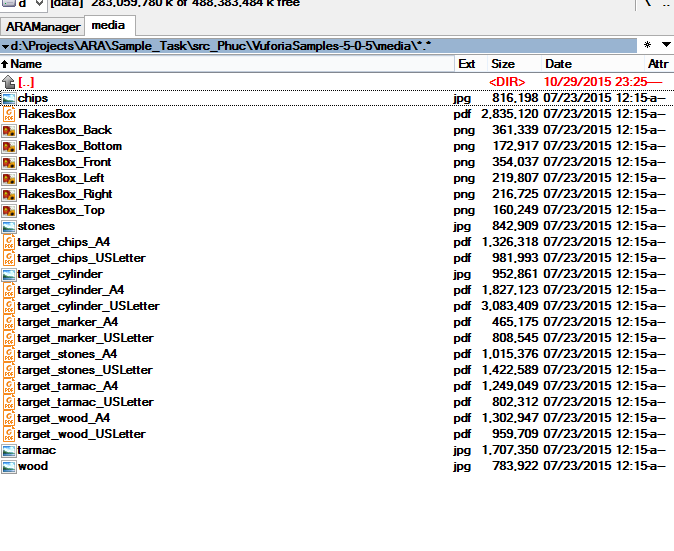 d [data] 283,059,780 k of 488,383,484 k free \ ..
ARAManager media
d:\Projects\ARA\Sample_Task\src_Phuc\VuforiaSamples-5-0-5\media\*.* *
Name Ext Size Date Attr
[..] <DIR> 10/29/2015 23:25 ----
chips jpg 816,198 07/23/2015 12:15 -a--
FlakesBox pdf 2,835,120 07/23/2015 12:15 -a--
FlakesBox_Back png 361,339 07/23/2015 12:15 -a--
FlakesBox_Bottom png 172,917 07/23/2015 12:15 -a--
FlakesBox_Front png 354,037 07/23/2015 12:15 -a--
FlakesBox_Left png 219,807 07/23/2015 12:15 -a--
FlakesBox_Right png 216,725 07/23/2015 12:15 -a--
FlakesBox_Top png 160,249 07/23/2015 12:15 -a--
stones jpg 842,909 07/23/2015 12:15 -a--
target_chips_A4 pdf 1,326,318 07/23/2015 12:15 -a--
target_chips_USLetter pdf 981,993 07/23/2015 12:15 -a--
target_cylinder jpg 952,861 07/23/2015 12:15 -a--
target_cylinder_A4 pdf 1,827,123 07/23/2015 12:15 -a--
target_cylinder_USLetter pdf 3,083,409 07/23/2015 12:15 -a--
target_marker_A4 pdf 465,175 07/23/2015 12:15 -a--
target_marker_USLetter pdf 808,545 07/23/2015 12:15 -a--
target_stones_A4 pdf 1,015,376 07/23/2015 12:15 -a--
target_stones_USLetter pdf 1,422,589 07/23/2015 12:15 -a--
target_tarmac_A4 pdf 1,249,049 07/23/2015 12:15 -a--
target_tarmac_USLetter pdf 802,312 07/23/2015 12:15 -a--
target_wood_A4 pdf 1,302,947 07/23/2015 12:15 -a--
target_wood_USLetter pdf 959,709 07/23/2015 12:15 -a--
tarmac jpg 1,707,350 07/23/2015 12:15 -a--
wood jpg 783,922 07/23/2015 12:15 -a--